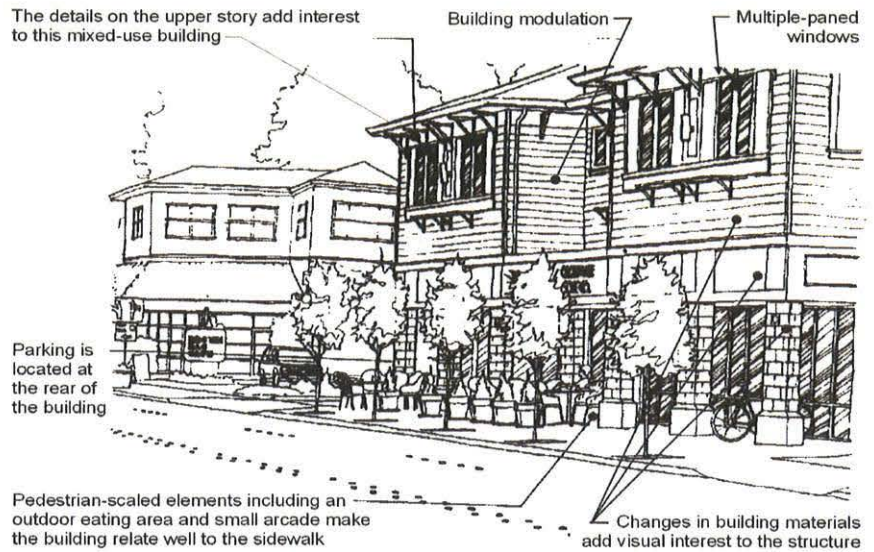 The details on the upper story add interest
to this mixed-use building
Building modulation
Multiple-paned
windows
Parking is
located at
the rear of
the building
Pedestrian-scaled elements including an
outdoor eating area and small arcade make
the building relate well to the sidewalk
Changes in building materials
add visual interest to the structure